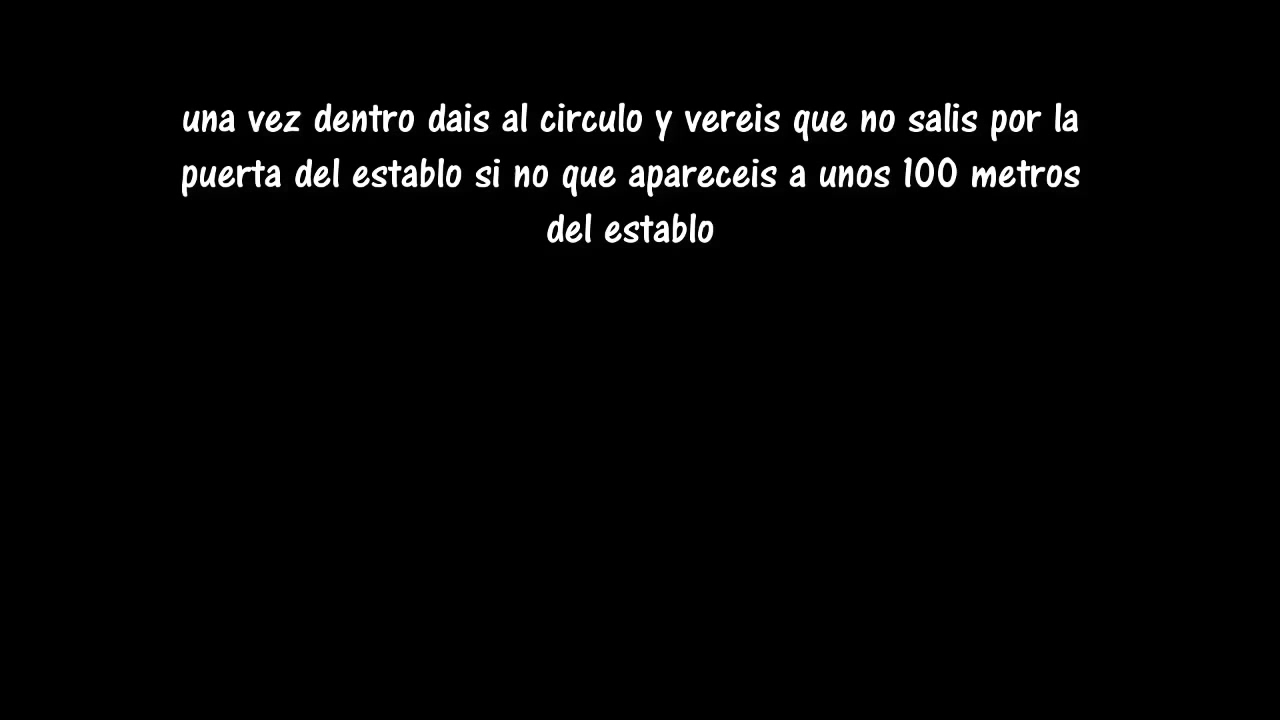 una vez dentro dais al circulo y vereis que no salis por la
puerta del establo si no que apareceis a unos 100 metros
del establo